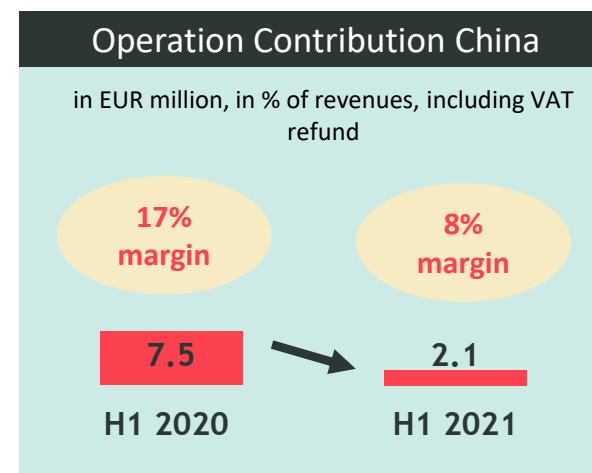 Operation Contribution China
in EUR million, in % of revenues, including VAT
refund
17%
margin
8%
margin
7.5
2.1
H1 2020
H1 2021